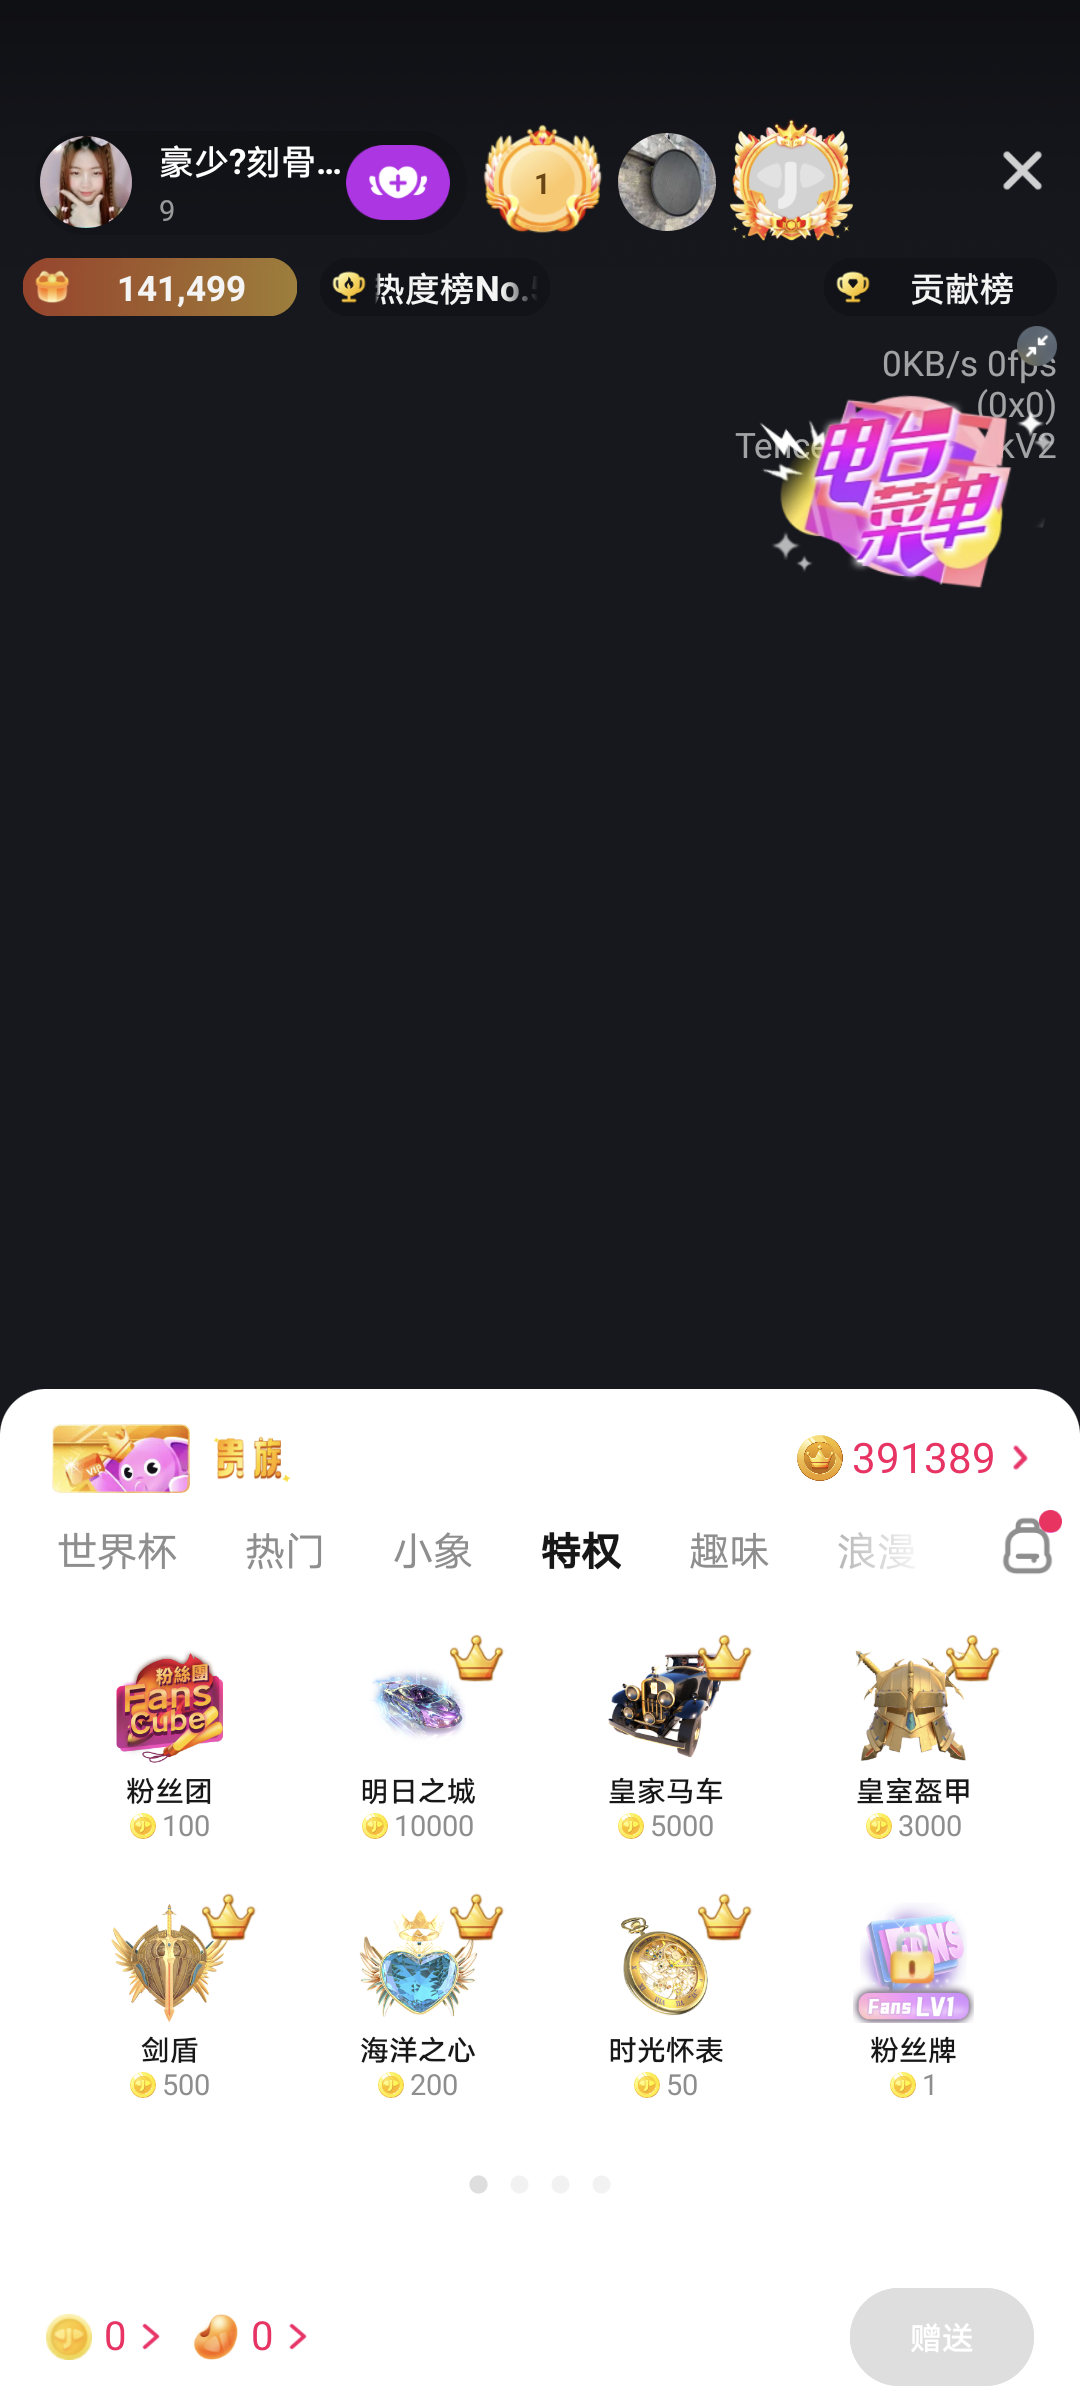 豪少?刻骨...
9
1
141,499
热度榜No.
贡献榜
0KB/s 0fps
(0x0)
电台
菜单
贵族
391389
世界杯
热门
小象
特权
趣味
浪漫
粉絲團
Fans
Cube
粉丝团
100
明日之城
10000
皇家马车
5000
皇室盔甲
3000
剑盾
500
海洋之心
200
时光怀表
50
FANS
Fans LV1
粉丝牌
1
0
0
赠送